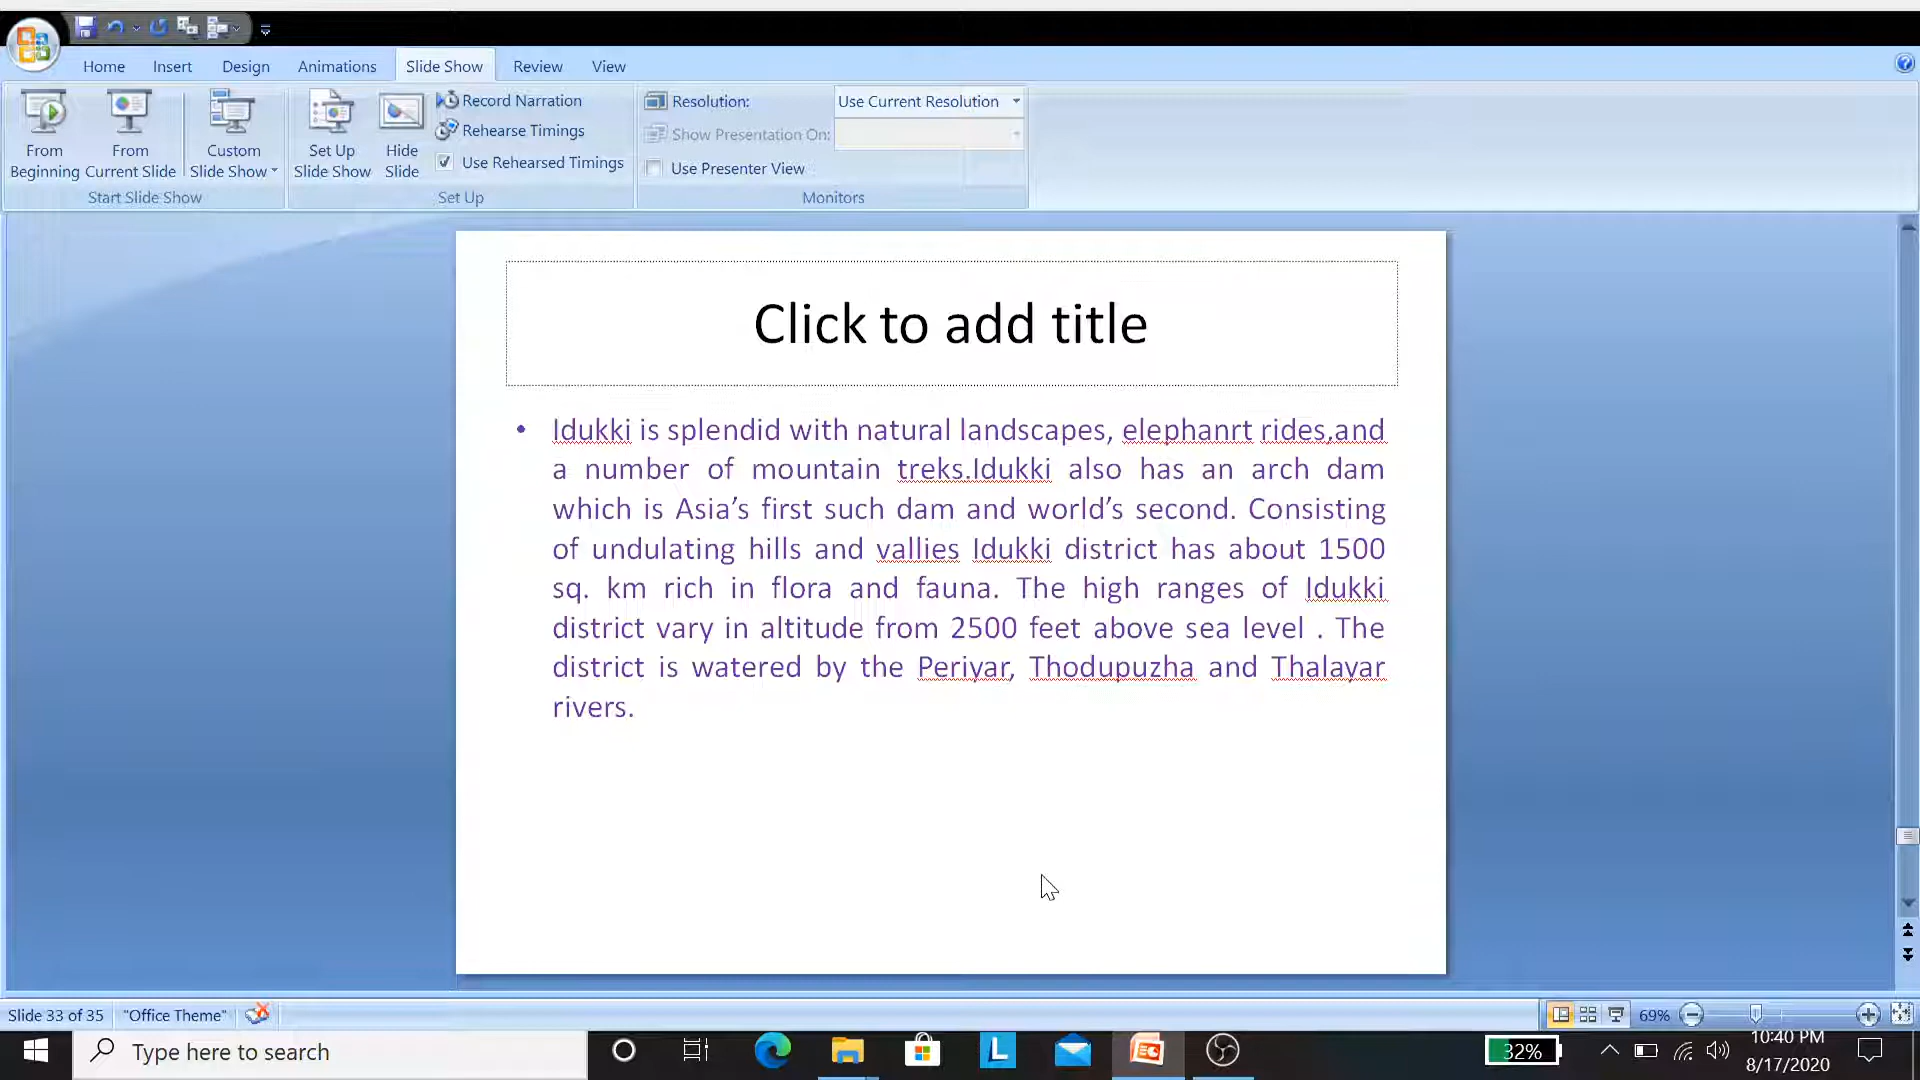 Home Insert Design Animations Slide Show Review View
From Beginning
From Current Slide
Custom Slide Show
Start Slide Show
Set Up Slide Show
Hide Slide
Record Narration
Rehearse Timings
Use Rehearsed Timings
Set Up
Resolution: Use Current Resolution
Show Presentation On:
Use Presenter View
Monitors
Click to add title
• Idukki is splendid with natural landscapes, elephanrt rides,and
a number of mountain treks.Idukki also has an arch dam
which is Asia’s first such dam and world’s second. Consisting
of undulating hills and vallies Idukki district has about 1500
sq. km rich in flora and fauna. The high ranges of Idukki
district vary in altitude from 2500 feet above sea level . The
district is watered by the Periyar, Thodupuzha and Thalayar
rivers.
Slide 33 of 35 "Office Theme" 69%
Type here to search
L
32%
10:40 PM
8/17/2020